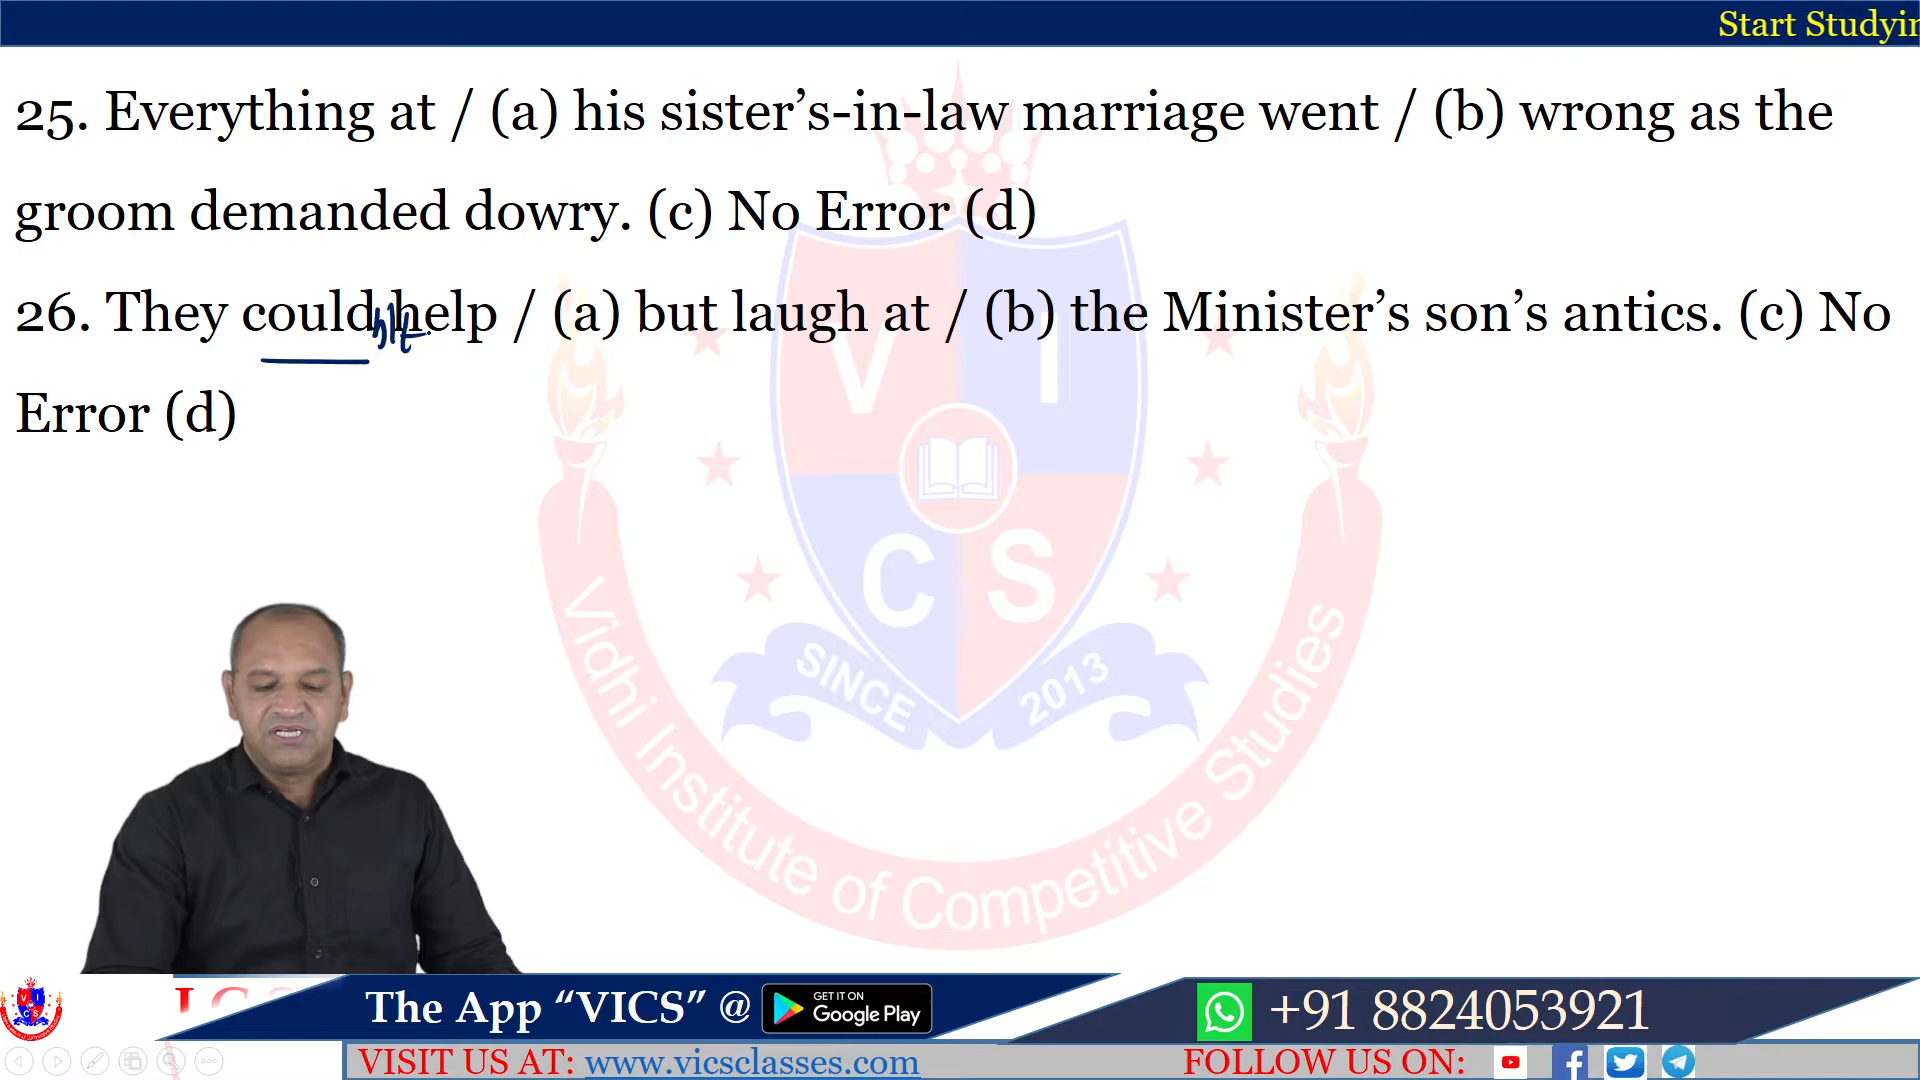 Start Studyin
25. Everything at / (a) his sister’s-in-law marriage went / (b) wrong as the
groom demanded dowry. (c) No Error (d)
26. They could help / (a) but laugh at / (b) the Minister’s son’s antics. (c) No
Error (d)
V I
C S
SINCE 2013
Vidhi Institute of Competitive Studies
The App “VICS” @ GET IT ON Google Play
+91 8824053921
VISIT US AT: www.vicsclasses.com
FOLLOW US ON: